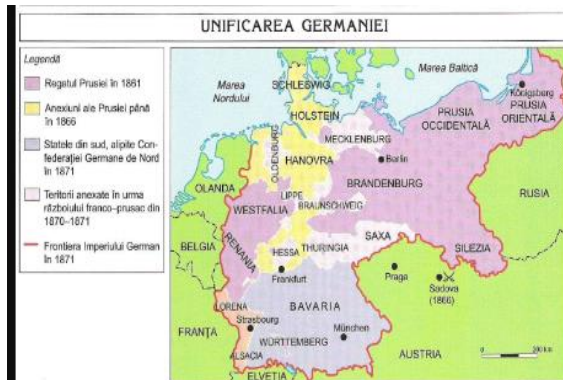 UNIFICAREA GERMANIEI
Legendă
Regatul Prusiei în 1861
Anexiuni ale Prusiei până
în 1866
Statele din sud, alipite Con-
federației Germane de Nord
în 1871
Teritorii anexate în urma
războiului franco-prusac din
1870-1871
Frontiera Imperiului German
în 1871
Marea
Nordului
Marea Baltică
SCHLESWIG
HOLSTEIN
Königsberg
PRUSIA
ORIENTALĂ
PRUSIA
OCCIDENTALĂ
MECKLENBURG
OLDENBURG
HANOVRA
Berlin
BRANDENBURG
OLANDA
LIPPE
BRAUNSCHWEIG
WESTFALIA
RUSIA
BELGIA
RENANIA
HESSA
THURINGIA
SAXA
SILEZIA
Frankfurt
Praga
Sadova
(1866)
LORENA
BAVARIA
Strasbourg
FRANȚA
WÜRTTEMBERG
München
ALSACIA
AUSTRIA
ELVEȚIA
200 km